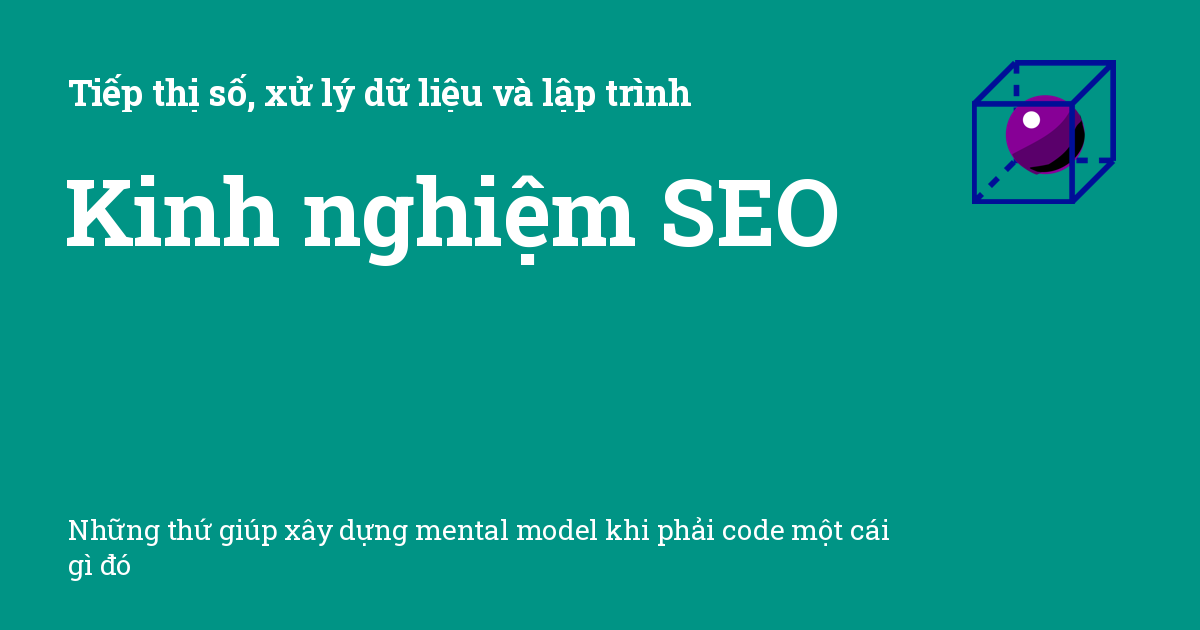 Tiếp thị số, xử lý dữ liệu và lập trình
Kinh nghiệm SEO
Những thứ giúp xây dựng mental model khi phải code một cái
gì đó